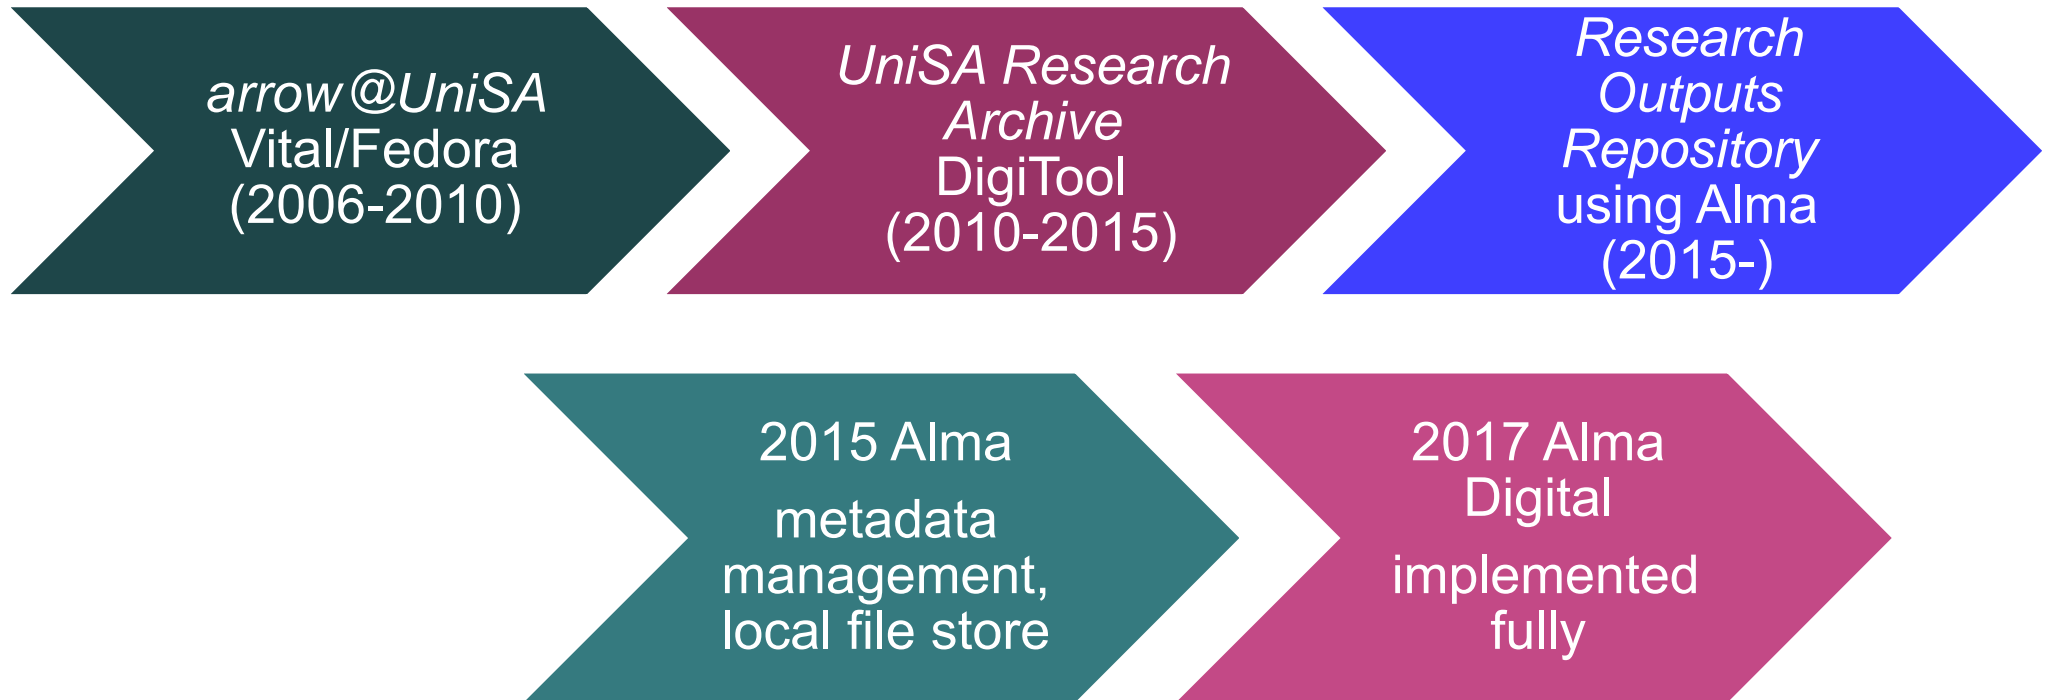 arrow@UniSA
Vital/Fedora
(2006-2010)
UniSA Research
Archive
DigiTool
(2010-2015)
Research
Outputs
Repository
using Alma
(2015-)
2015 Alma
metadata
management,
local file store
2017 Alma
Digital
implemented
fully